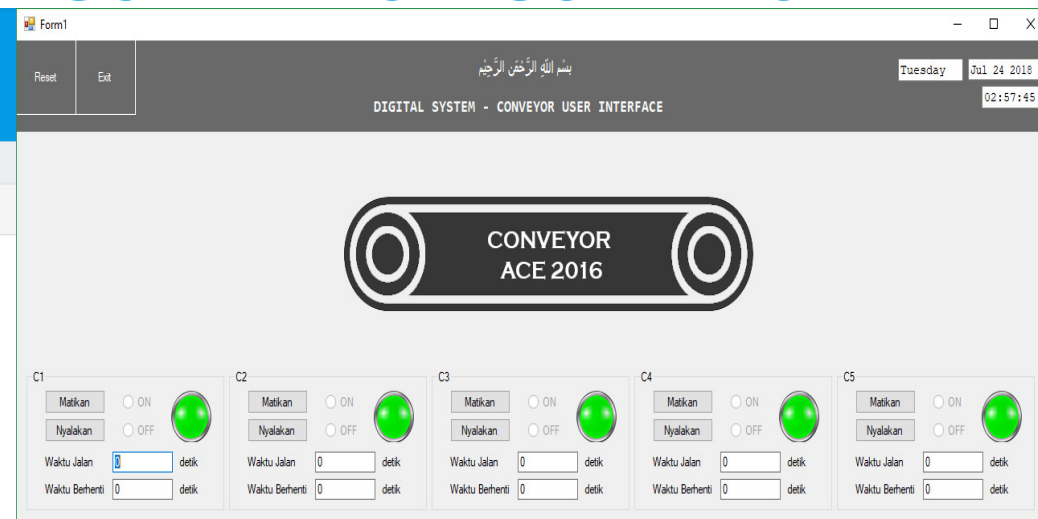 Form1
Reset Exit
بِسْمِ اللَّهِ الرَّحْمَنِ الرَّحِيْمِ
DIGITAL SYSTEM - CONVEYOR USER INTERFACE
Tuesday Jul 24 2018
02:57:45
CONVEYOR
ACE 2016
C1
Matikan ON
Nyalakan OFF
Waktu Jalan 0 detik
Waktu Berhenti 0 detik
C2
Matikan ON
Nyalakan OFF
Waktu Jalan 0 detik
Waktu Berhenti 0 detik
C3
Matikan ON
Nyalakan OFF
Waktu Jalan 0 detik
Waktu Berhenti 0 detik
C4
Matikan ON
Nyalakan OFF
Waktu Jalan 0 detik
Waktu Berhenti 0 detik
C5
Matikan ON
Nyalakan OFF
Waktu Jalan 0 detik
Waktu Berhenti 0 detik